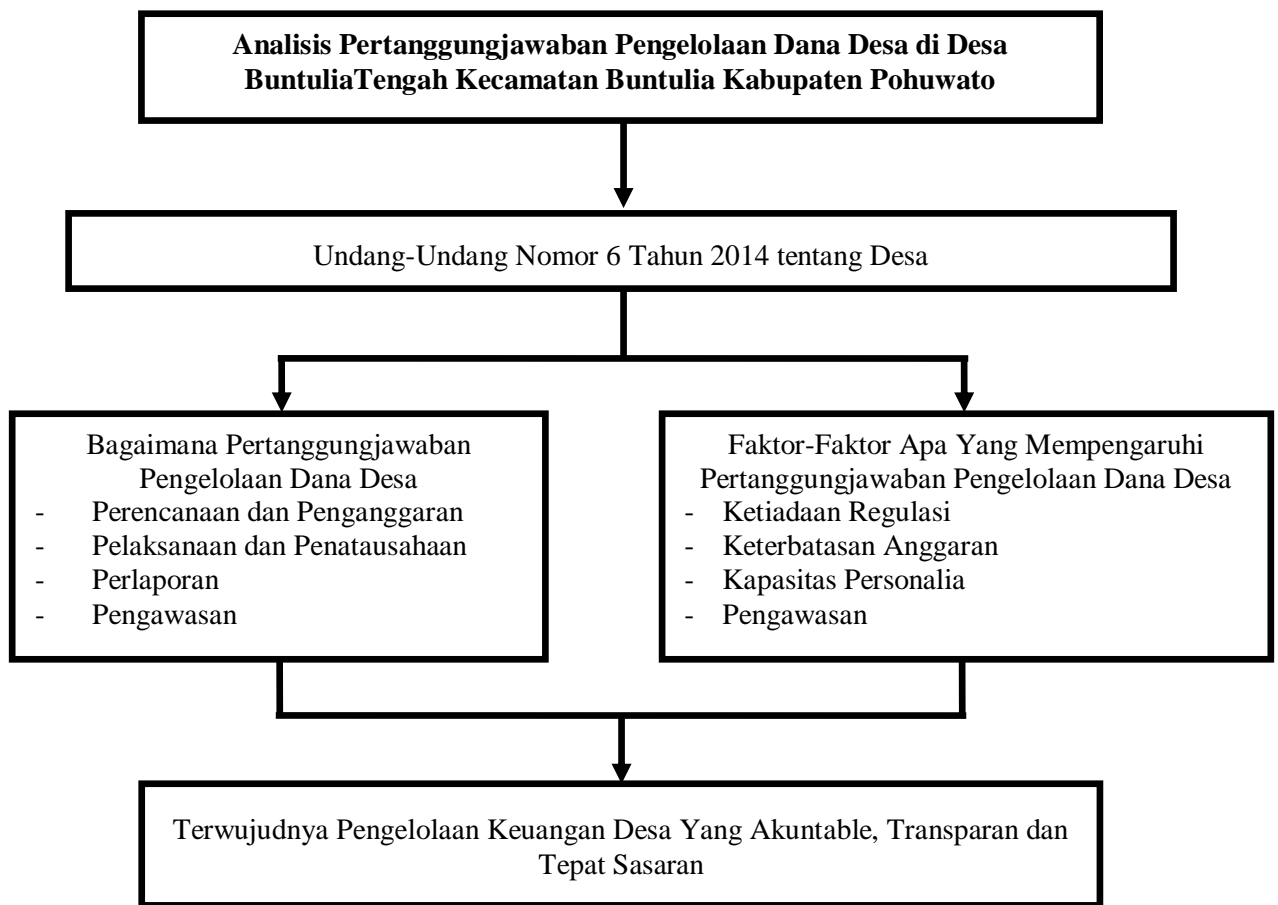 Analisis Pertanggungjawaban Pengelolaan Dana Desa di Desa
BuntuliaTengah Kecamatan Buntulia Kabupaten Pohuwato
Undang-Undang Nomor 6 Tahun 2014 tentang Desa
Bagaimana Pertanggungjawaban
Pengelolaan Dana Desa
- Perencanaan dan Penganggaran
- Pelaksanaan dan Penatausahaan
- Perlaporan
- Pengawasan
Faktor-Faktor Apa Yang Mempengaruhi
Pertanggungjawaban Pengelolaan Dana Desa
- Ketiadaan Regulasi
- Keterbatasan Anggaran
- Kapasitas Personalia
- Pengawasan
Terwujudnya Pengelolaan Keuangan Desa Yang Akuntable, Transparan dan
Tepat Sasaran